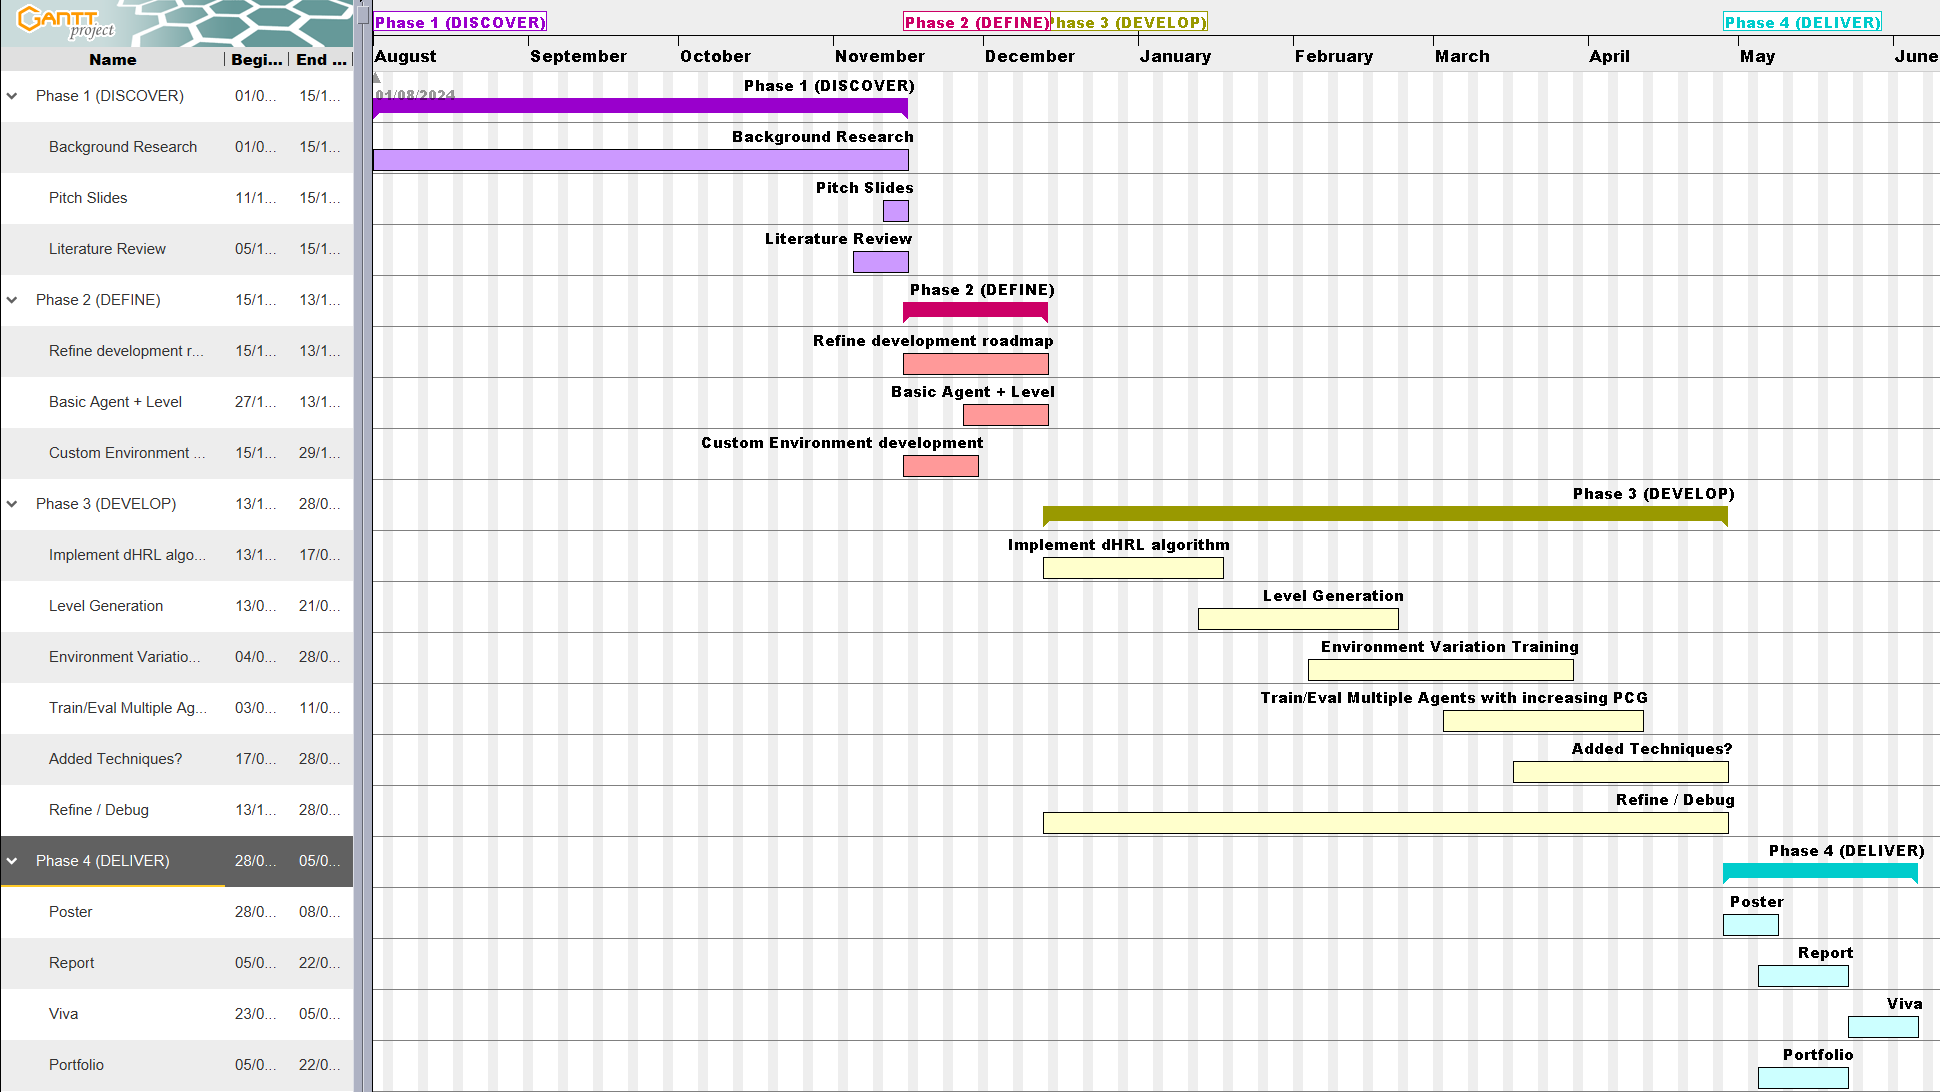 GANTT
project
Phase 1 (DISCOVER) Phase 2 (DEFINE) Phase 3 (DEVELOP) Phase 4 (DELIVER)
Name Begi... End ...
August September October November December January February March April May June
01/08/2024
Phase 1 (DISCOVER) 01/0... 15/1... Phase 1 (DISCOVER)
Background Research 01/0... 15/1... Background Research
Pitch Slides 11/1... 15/1... Pitch Slides
Literature Review 05/1... 15/1... Literature Review
Phase 2 (DEFINE) 15/1... 13/1... Phase 2 (DEFINE)
Refine development r... 15/1... 13/1... Refine development roadmap
Basic Agent + Level 27/1... 13/1... Basic Agent + Level
Custom Environment ... 15/1... 29/1... Custom Environment development
Phase 3 (DEVELOP) 13/1... 28/0... Phase 3 (DEVELOP)
Implement dHRL algo... 13/1... 17/0... Implement dHRL algorithm
Level Generation 13/0... 21/0... Level Generation
Environment Variatio... 04/0... 28/0... Environment Variation Training
Train/Eval Multiple Ag... 03/0... 11/0... Train/Eval Multiple Agents with increasing PCG
Added Techniques? 17/0... 28/0... Added Techniques?
Refine / Debug 13/1... 28/0... Refine / Debug
Phase 4 (DELIVER) 28/0... 05/0... Phase 4 (DELIVER)
Poster 28/0... 08/0... Poster
Report 05/0... 22/0... Report
Viva 23/0... 05/0... Viva
Portfolio 05/0... 22/0... Portfolio